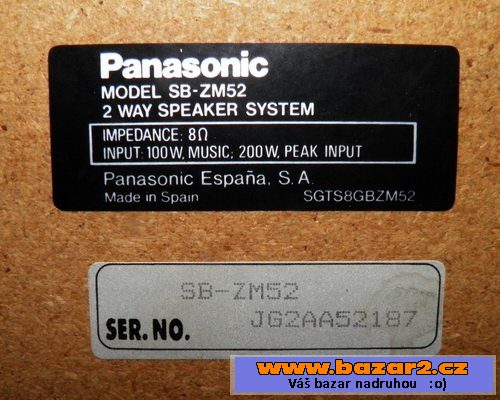 Panasonic
MODEL SB-ZM52
2 WAY SPEAKER SYSTEM
IMPEDANCE: 8Ω
INPUT: 100W, MUSIC; 200W, PEAK INPUT
Panasonic España, S.A.
Made in Spain SGTS8GBZM52
SB-ZM52
SER. NO. JG2AA52187
www.bazar2.cz
Váš bazar nadruhou :o)